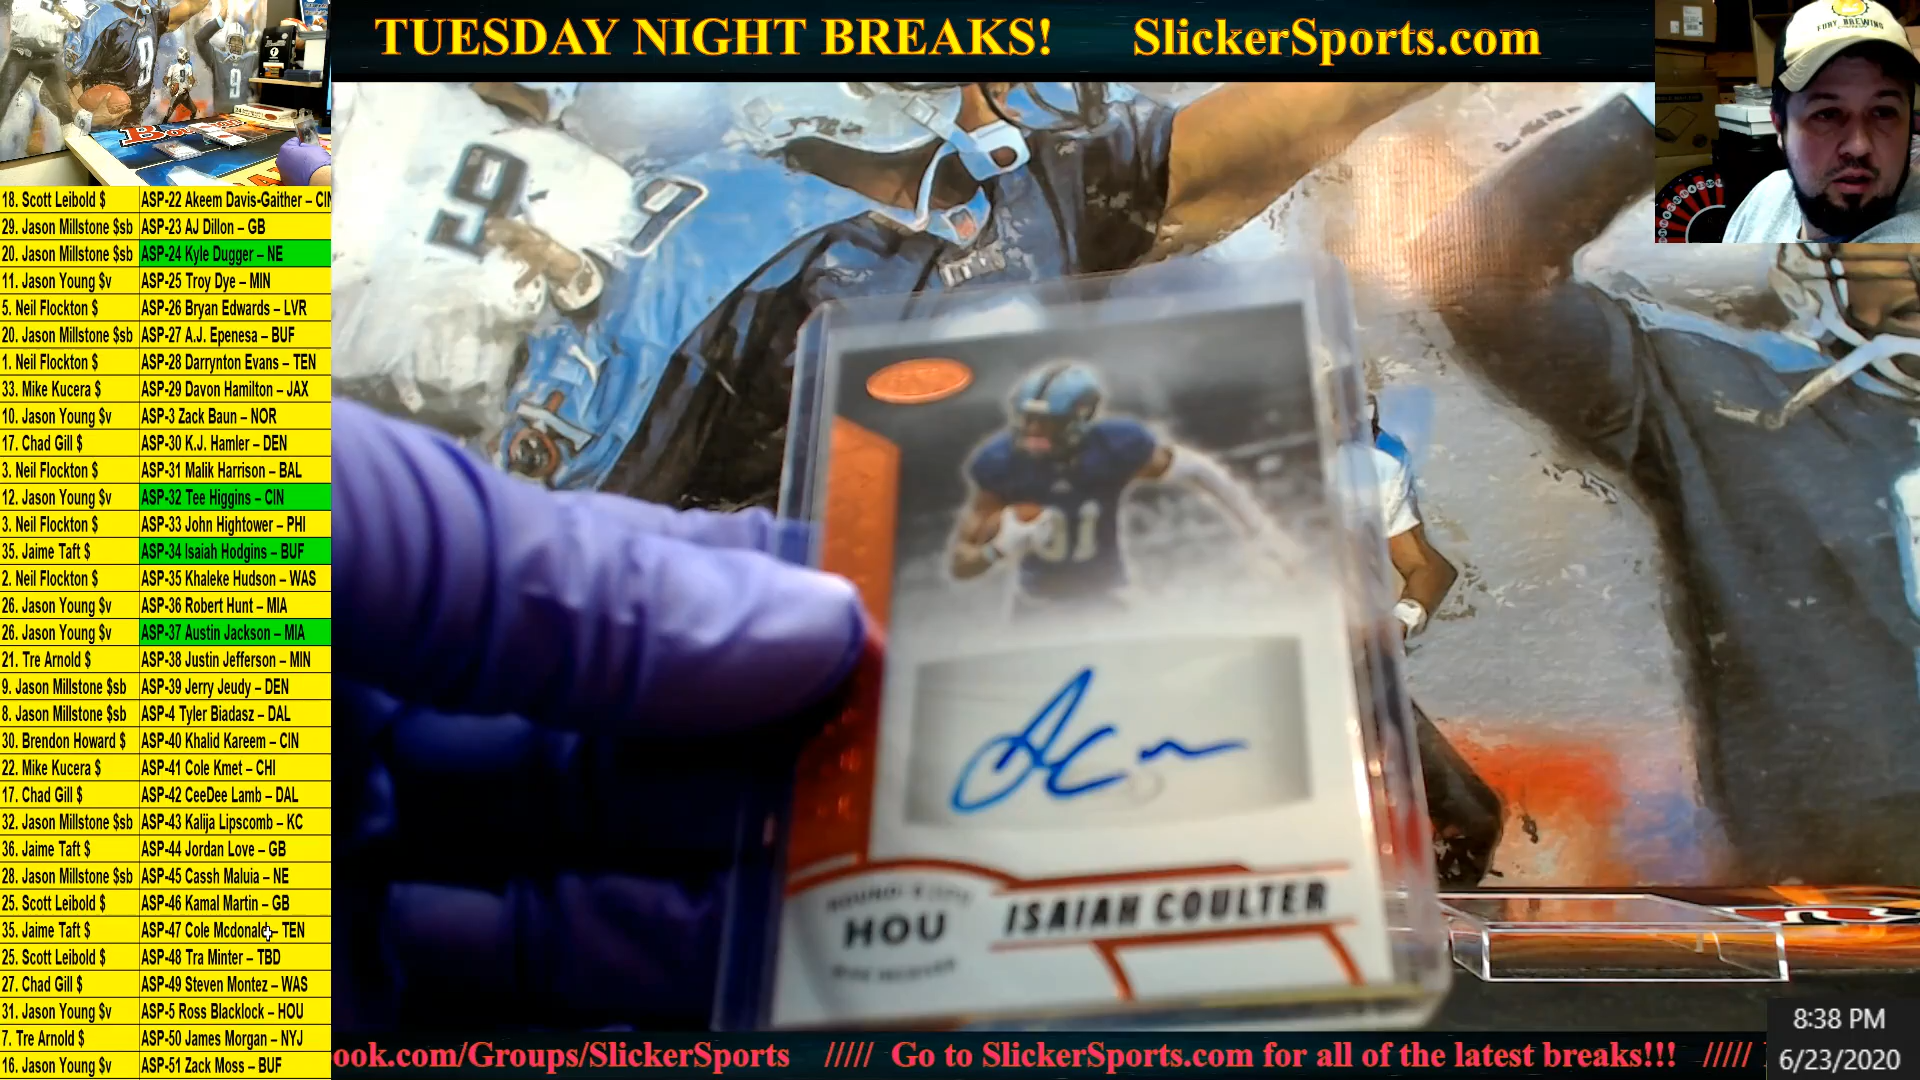 TUESDAY NIGHT BREAKS! SlickerSports.com
18. Scott Leibold $ ASP-22 Akeem Davis-Gaither – CIN
29. Jason Millstone $sb ASP-23 AJ Dillon – GB
20. Jason Millstone $sb ASP-24 Kyle Dugger – NE
11. Jason Young $v ASP-25 Troy Dye – MIN
5. Neil Flockton $ ASP-26 Bryan Edwards – LVR
20. Jason Millstone $sb ASP-27 A.J. Epenesa – BUF
1. Neil Flockton $ ASP-28 Darrynton Evans – TEN
33. Mike Kucera $ ASP-29 Davon Hamilton – JAX
10. Jason Young $v ASP-3 Zack Baun – NOR
17. Chad Gill $ ASP-30 K.J. Hamler – DEN
3. Neil Flockton $ ASP-31 Malik Harrison – BAL
12. Jason Young $v ASP-32 Tee Higgins – CIN
3. Neil Flockton $ ASP-33 John Hightower – PHI
35. Jaime Taft $ ASP-34 Isaiah Hodgins – BUF
2. Neil Flockton $ ASP-35 Khaleke Hudson – WAS
26. Jason Young $v ASP-36 Robert Hunt – MIA
26. Jason Young $v ASP-37 Austin Jackson – MIA
21. Tre Arnold $ ASP-38 Justin Jefferson – MIN
9. Jason Millstone $sb ASP-39 Jerry Jeudy – DEN
8. Jason Millstone $sb ASP-4 Tyler Biadasz – DAL
30. Brendon Howard $ ASP-40 Khalid Kareem – CIN
22. Mike Kucera $ ASP-41 Cole Kmet – CHI
17. Chad Gill $ ASP-42 CeeDee Lamb – DAL
32. Jason Millstone $sb ASP-43 Kalija Lipscomb – KC
36. Jaime Taft $ ASP-44 Jordan Love – GB
28. Jason Millstone $sb ASP-45 Cassh Maluia – NE
25. Scott Leibold $ ASP-46 Kamal Martin – GB
35. Jaime Taft $ ASP-47 Cole Mcdonald – TEN
25. Scott Leibold $ ASP-48 Tra Minter – TBD
27. Chad Gill $ ASP-49 Steven Montez – WAS
31. Jason Young $v ASP-5 Ross Blacklock – HOU
7. Tre Arnold $ ASP-50 James Morgan – NYJ
16. Jason Young $v ASP-51 Zack Moss – BUF
59
9
81
HOU ISAIAH COULTER
WIDE RECEIVER
ook.com/Groups/SlickerSports ///// Go to SlickerSports.com for all of the latest breaks!!! /////
8:38 PM
6/23/2020